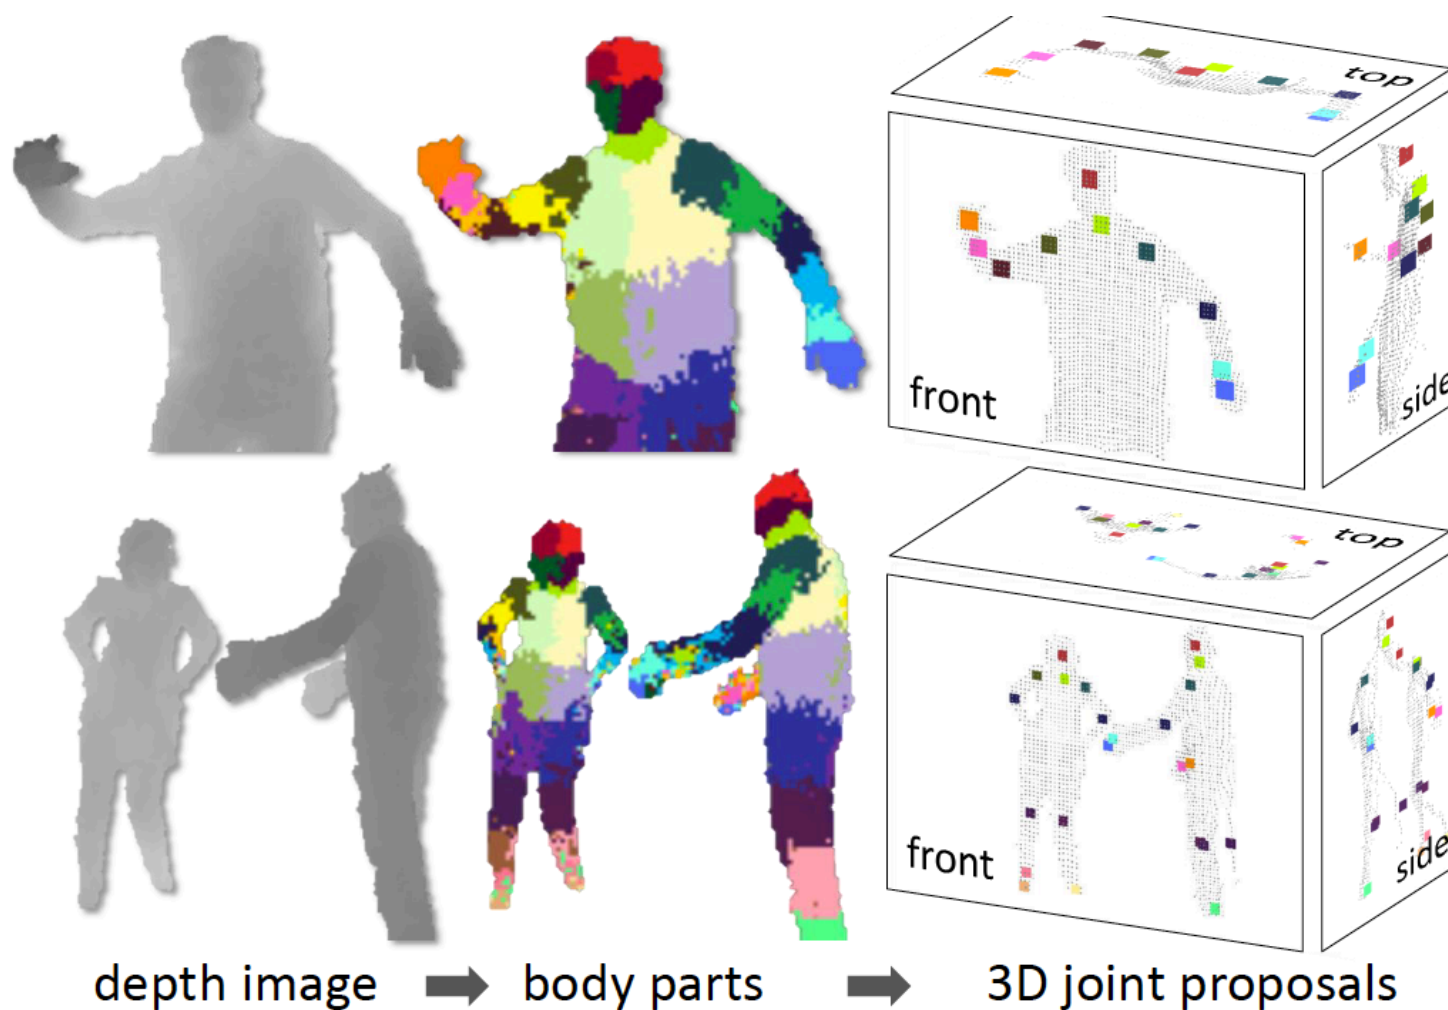 top
front
side
top
front
side
depth image
body parts
3D joint proposals